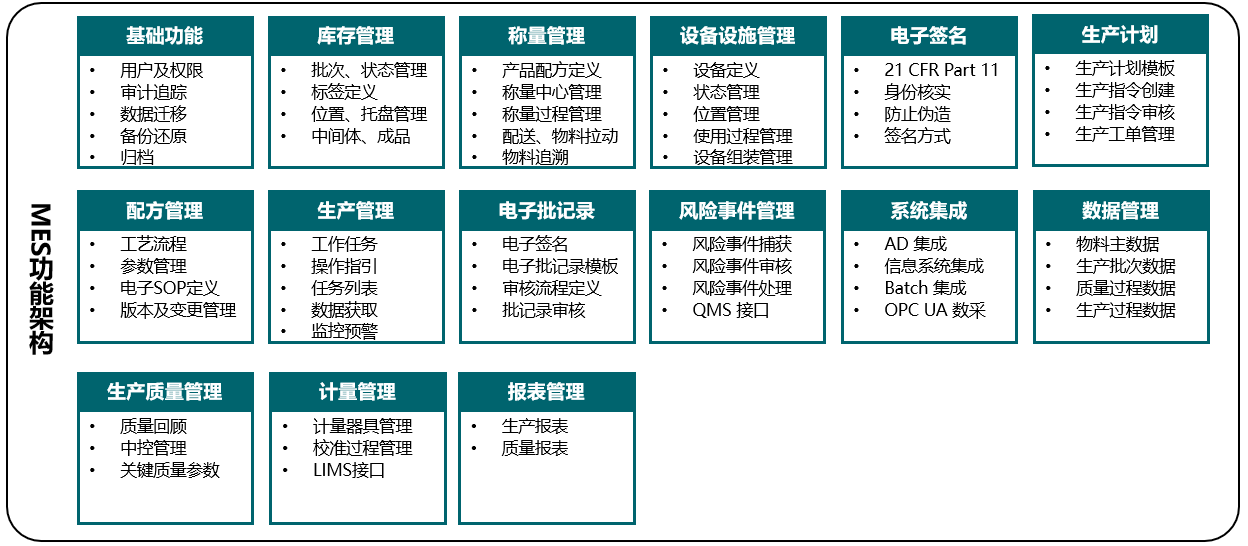 MES功能架构
基础功能
• 用户及权限
• 审计追踪
• 数据迁移
• 备份还原
• 归档
库存管理
• 批次、状态管理
• 标签定义
• 位置、托盘管理
• 中间体、成品
称量管理
• 产品配方定义
• 称量中心管理
• 称量过程管理
• 配送、物料拉动
• 物料追溯
设备设施管理
• 设备定义
• 状态管理
• 位置管理
• 使用过程管理
• 设备组装管理
电子签名
• 21 CFR Part 11
• 身份核实
• 防止伪造
• 签名方式
生产计划
• 生产计划模板
• 生产指令创建
• 生产指令审核
• 生产工单管理
配方管理
• 工艺流程
• 参数管理
• 电子SOP定义
• 版本及变更管理
生产管理
• 工作任务
• 操作指引
• 任务列表
• 数据获取
• 监控预警
电子批记录
• 电子签名
• 电子批记录模板
• 审核流程定义
• 批记录审核
风险事件管理
• 风险事件捕获
• 风险事件审核
• 风险事件处理
• QMS 接口
系统集成
• AD 集成
• 信息系统集成
• Batch 集成
• OPC UA 数采
数据管理
• 物料主数据
• 生产批次数据
• 质量过程数据
• 生产过程数据
生产质量管理
• 质量回顾
• 中控管理
• 关键质量参数
计量管理
• 计量器具管理
• 校准过程管理
• LIMS接口
报表管理
• 生产报表
• 质量报表